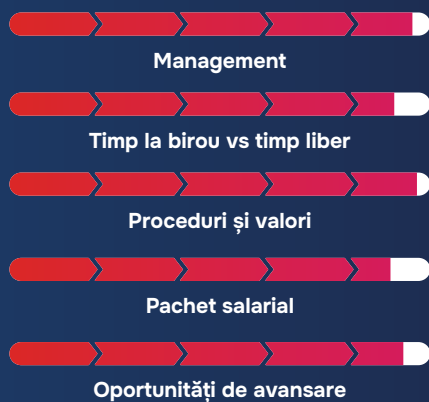 Management
Timp la birou vs timp liber
Proceduri și valori
Pachet salarial
Oportunități de avansare